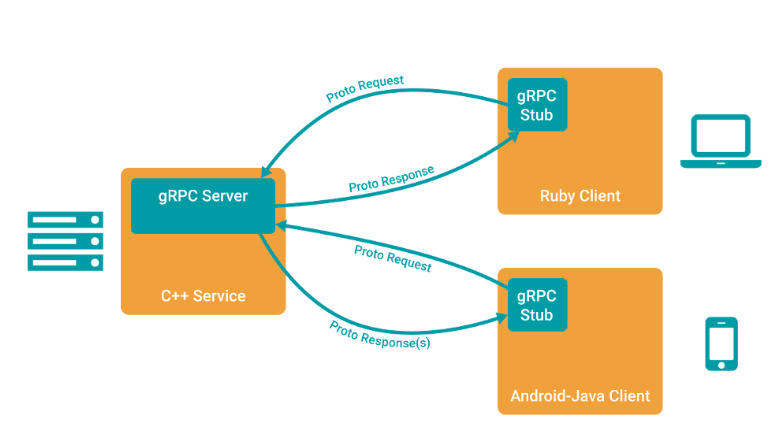 Proto Request
gRPC
Stub
Proto Response
Ruby Client
gRPC Server
C++ Service
Proto Request
gRPC
Stub
Proto Response(s)
Android-Java Client